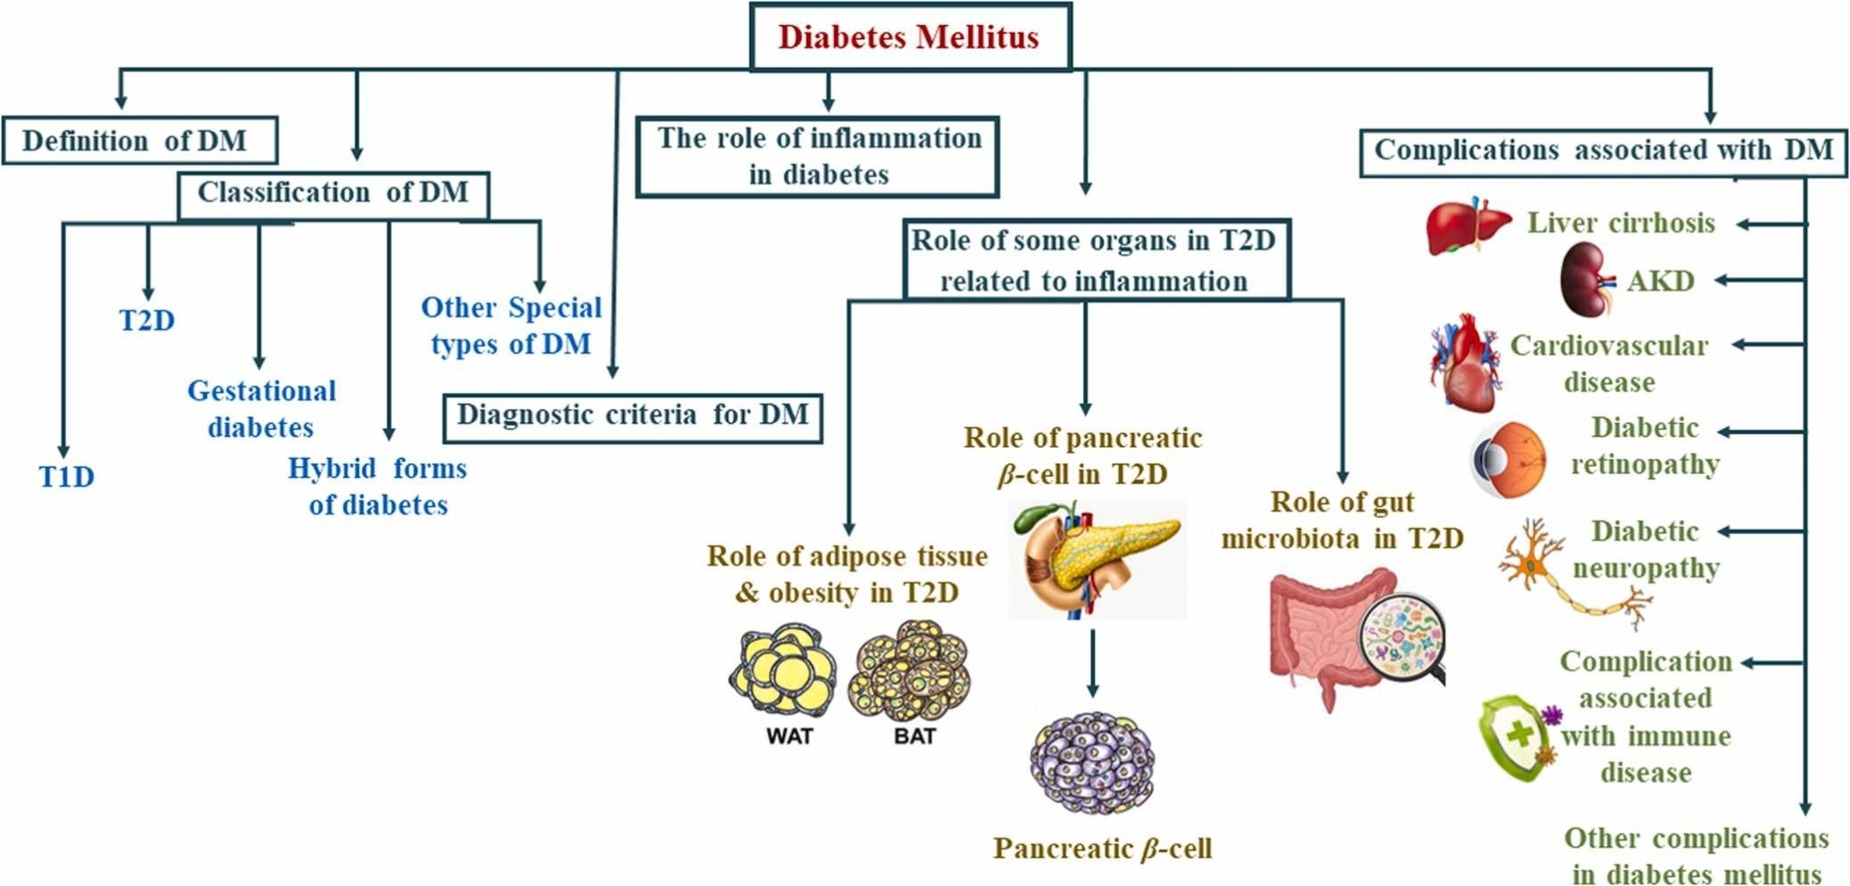 Diabetes Mellitus
Definition of DM
Classification of DM
T1D
T2D
Gestational
diabetes
Hybrid forms
of diabetes
Other Special
types of DM
Diagnostic criteria for DM
The role of inflammation
in diabetes
Role of some organs in T2D
related to inflammation
Role of adipose tissue
& obesity in T2D
WAT
BAT
Role of pancreatic
β-cell in T2D
Pancreatic β-cell
Role of gut
microbiota in T2D
Complications associated with DM
Liver cirrhosis
AKD
Cardiovascular
disease
Diabetic
retinopathy
Diabetic
neuropathy
Complication
associated
with immune
disease
Other complications
in diabetes mellitus